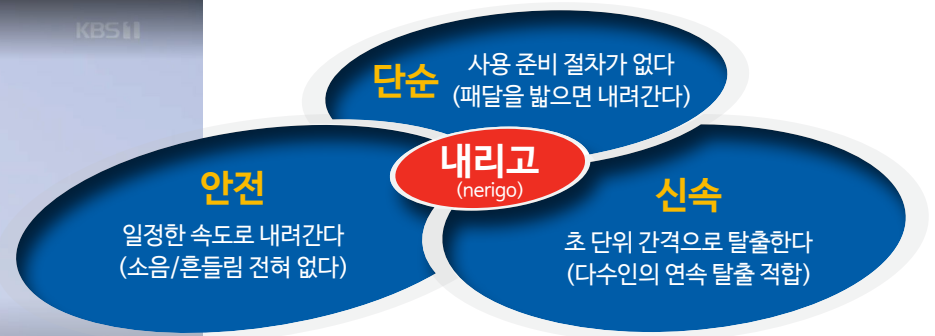 KBS1
단순
사용 준비 절차가 없다
(패달을 밟으면 내려간다)
내리고
(nerigo)
안전
일정한 속도로 내려간다
(소음/흔들림 전혀 없다)
신속
초 단위 간격으로 탈출한다
(다수인의 연속 탈출 적합)